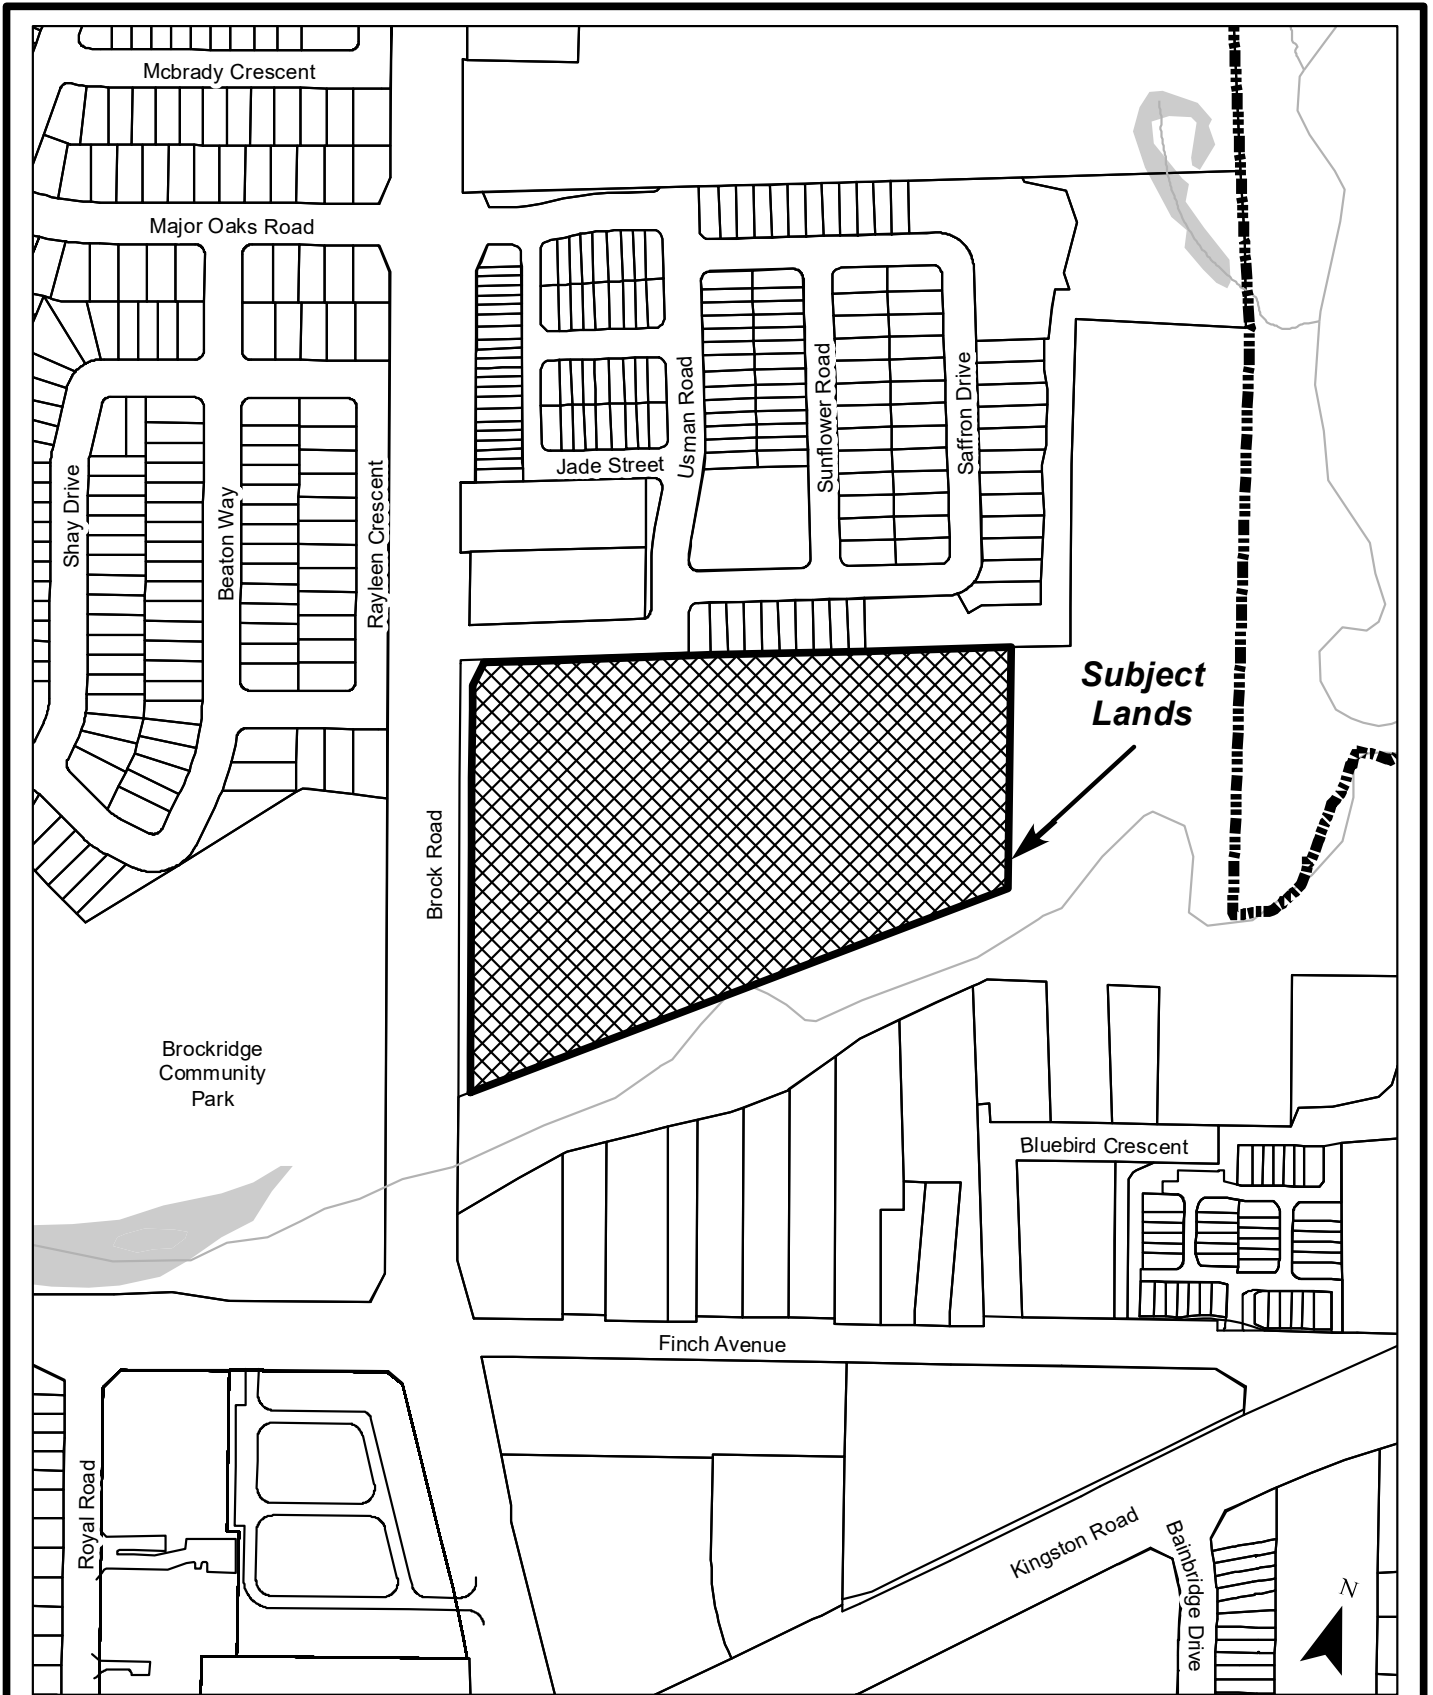 Mcbrady Crescent
Major Oaks Road
Shay Drive
Beaton Way
Rayleen Crescent
Jade Street
Usman Road
Sunflower Road
Saffron Drive
Subject
Lands
Brock Road
Brockridge
Community
Park
Bluebird Crescent
Finch Avenue
Royal Road
Kingston Road
Bainbridge Drive
N